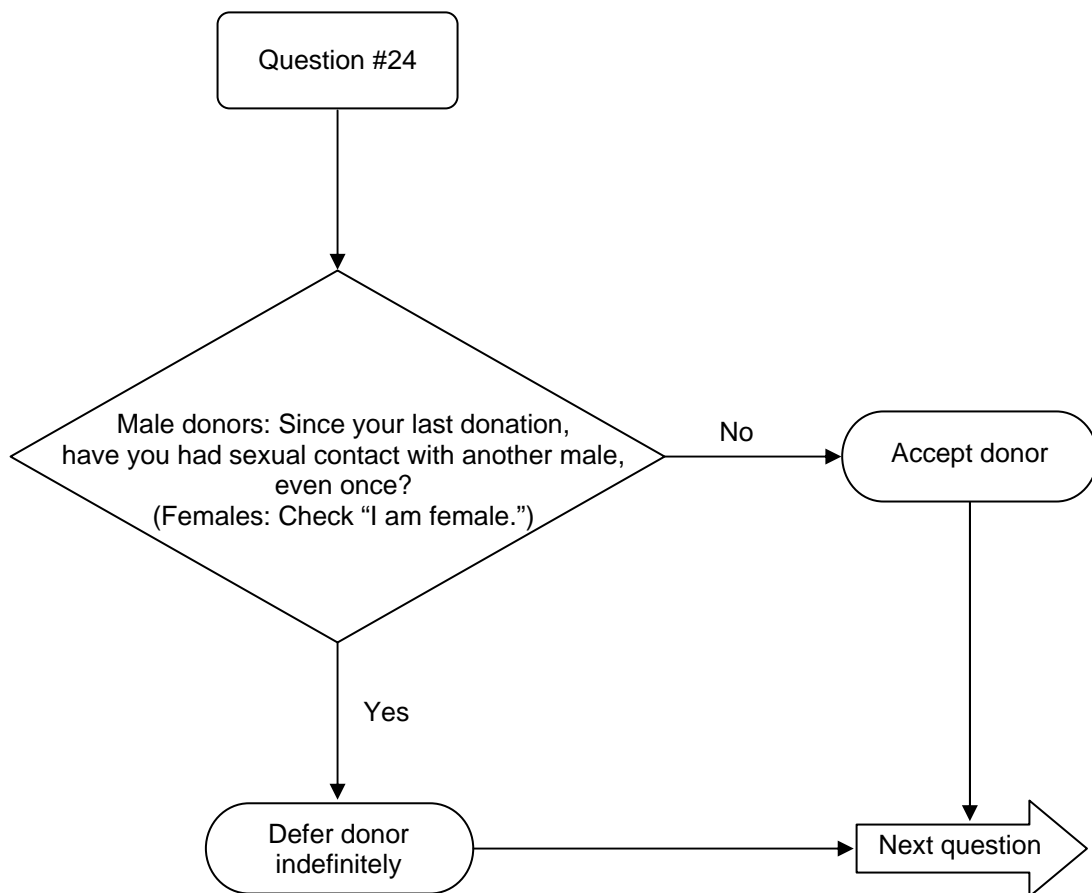 Question #24
Male donors: Since your last donation,
have you had sexual contact with another male,
even once?
(Females: Check “I am female.”)
No
Accept donor
Yes
Defer donor
indefinitely
Next question